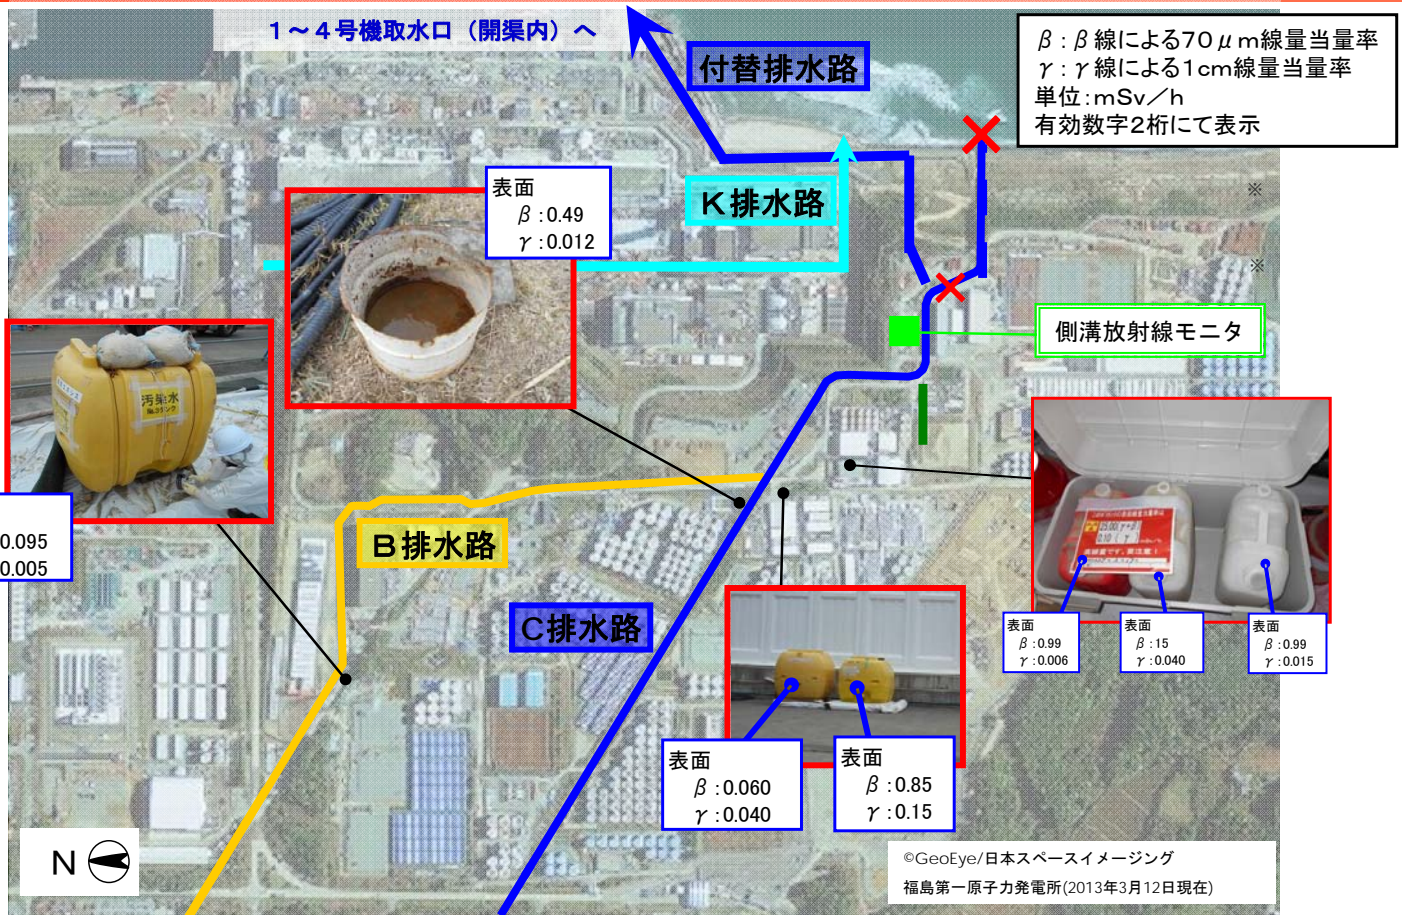 1～4号機取水口（開渠内）へ
付替排水路
β：β線による70μm線量当量率
γ：γ線による1cm線量当量率
単位：mSv／h
有効数字2桁にて表示
表面
β：0.49
γ：0.012
K排水路
※
※
側溝放射線モニタ
汚染水
0.095
0.005
B排水路
C排水路
表面
β：0.99
γ：0.006
表面
β：15
γ：0.040
表面
β：0.99
γ：0.015
表面
β：0.060
γ：0.040
表面
β：0.85
γ：0.15
N
©GeoEye/日本スペースイメージング
福島第一原子力発電所(2013年3月12日現在)